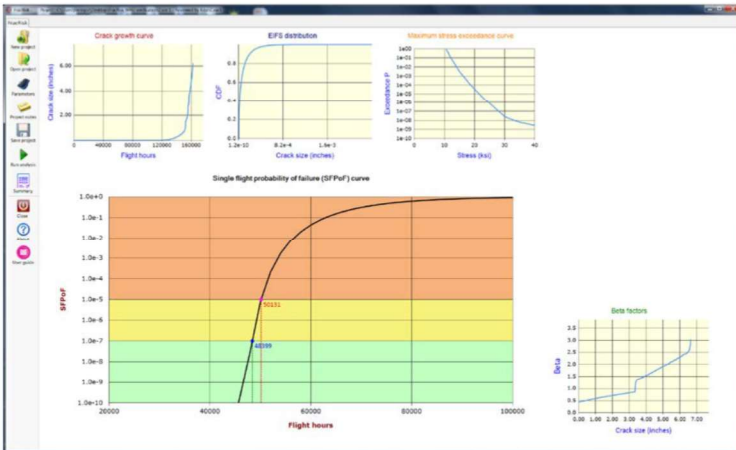 New project
Open project
Parameters
Project notes
Save project
Run analysis
Summary
Close
User guide
Crack growth curve
Crack size (inches)
6.00
4.00
2.00
0 40000 80000 120000 160000
Flight hours
EIFS distribution
CDF
0.8
0.6
0.4
0.2
0.0
1.2e-10 8.2e-4 1.6e-3
Crack size (inches)
Maximum stress exceedance curve
Exceedance P
1e00
1e-01
1e-02
1e-03
1e-04
1e-05
1e-06
1e-07
1e-08
1e-09
1e-10
0 10 20 30 40
Stress (ksi)
Single flight probability of failure (SFPoF) curve
SFPoF
1.0e+0
1.0e-1
1.0e-2
1.0e-3
1.0e-4
1.0e-5
1.0e-6
1.0e-7
1.0e-8
1.0e-9
1.0e-10
50131
48399
20000 40000 60000 80000 100000
Flight hours
Beta factors
Beta
3.5
3.0
2.5
2.0
1.5
1.0
0.5
0.0
0.00 1.00 2.00 3.00 4.00 5.00 6.00 7.00
Crack size (inches)